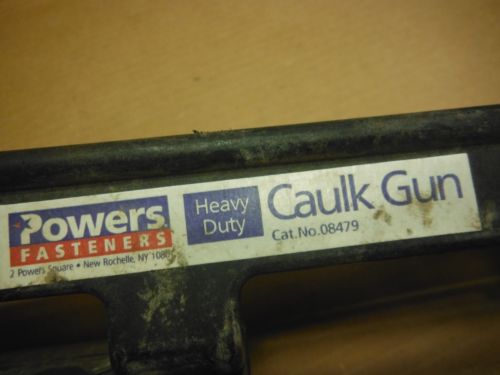 Powers
FASTENERS
2 Powers Square • New Rochelle, NY
Heavy
Duty
Caulk Gun
Cat.No.08479